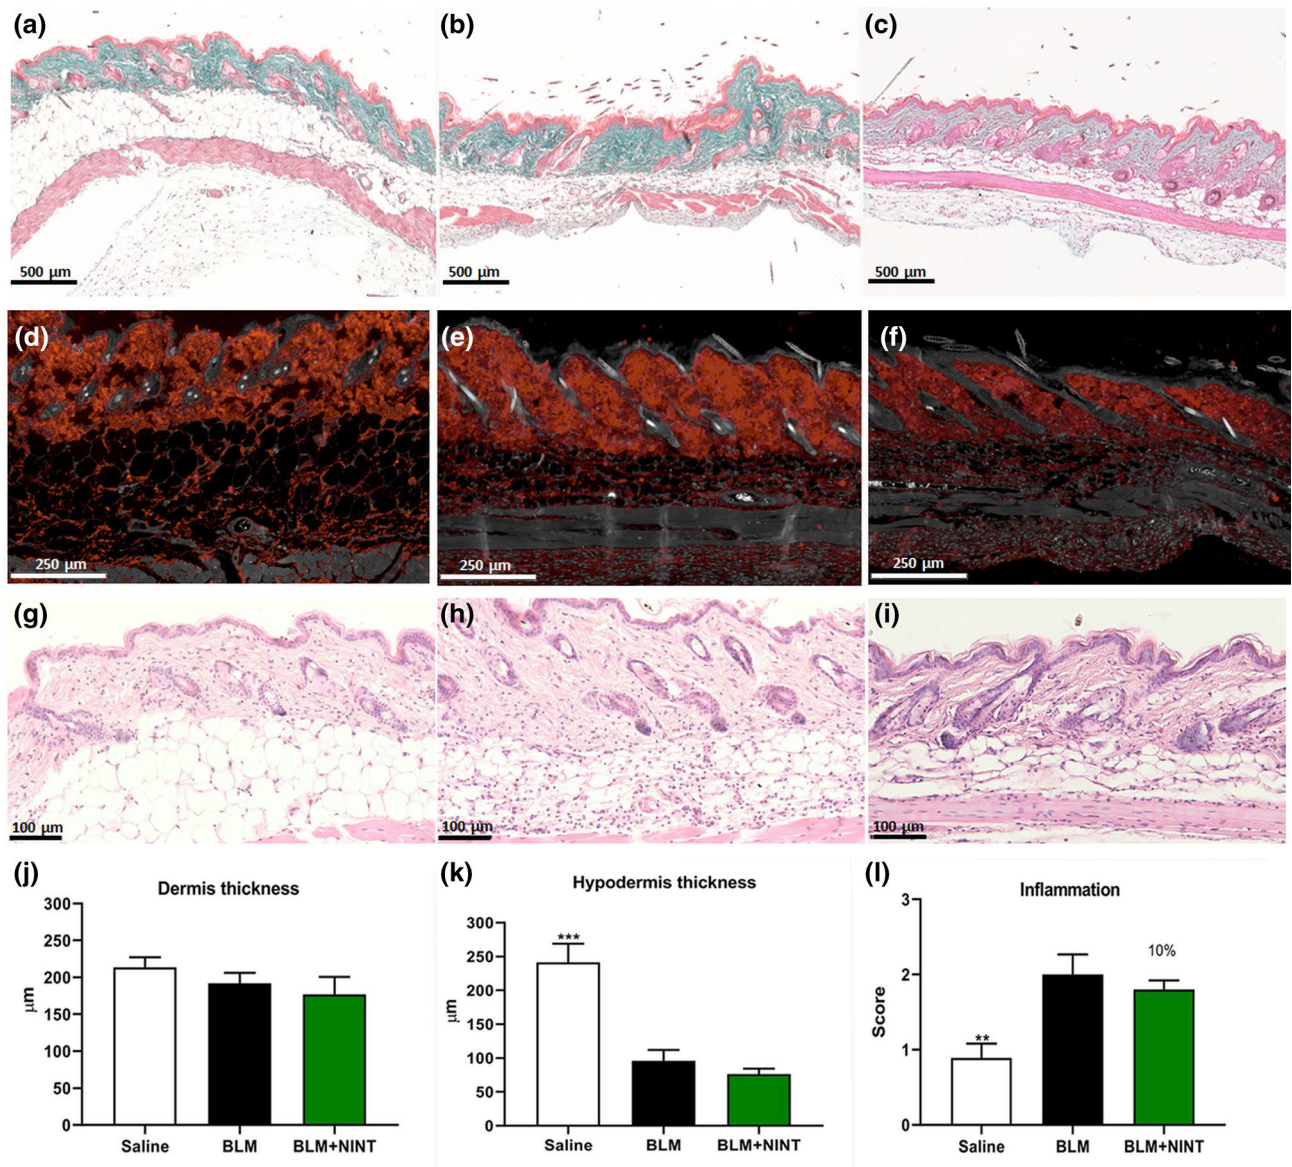 (a)
(b)
(c)
500 µm
500 µm
500 µm
(d)
(e)
(f)
250 µm
250 µm
250 µm
(g)
(h)
(i)
100 µm
100 µm
100 µm
(j)
Dermis thickness
300
250
200
150
100
50
0
µm
Saline
BLM
BLM+NINT
(k)
Hypodermis thickness
300
250
200
150
100
50
0
µm
***
Saline
BLM
BLM+NINT
(l)
Inflammation
3
2
1
0
Score
**
10%
Saline
BLM
BLM+NINT